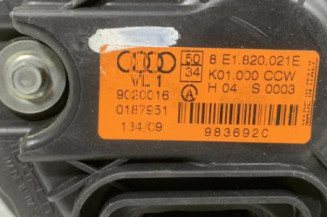 50
34
8 E1.820.021E
VL 1
K01.000 CCW
9020016
A
H 04 S 0003
0187951
134/09
983692C